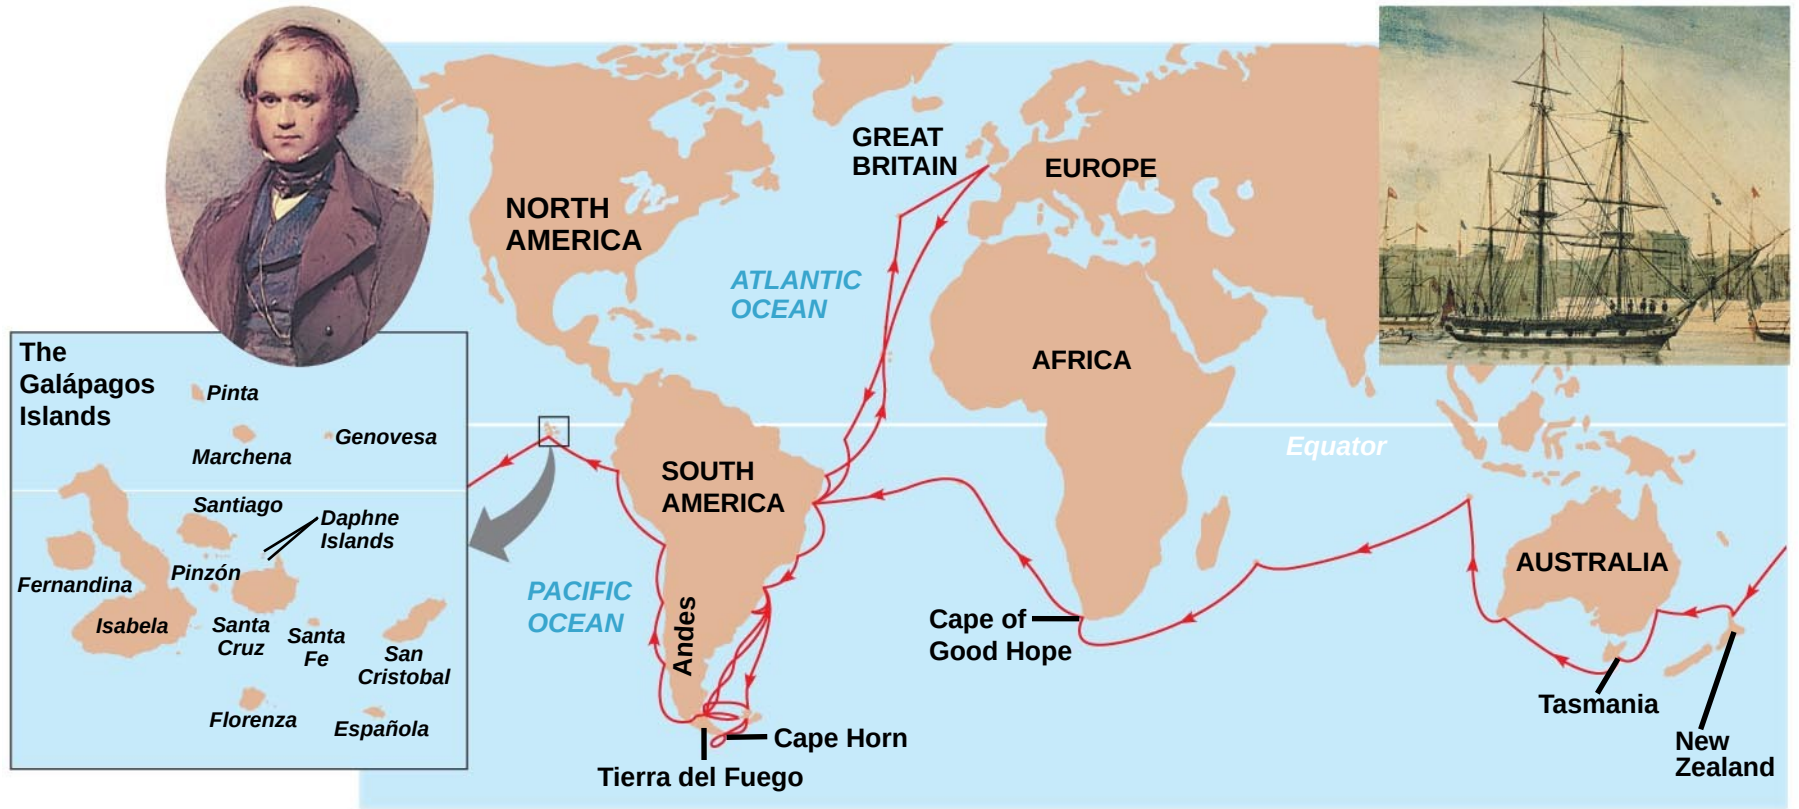 GREAT
BRITAIN
EUROPE
NORTH
AMERICA
ATLANTIC
OCEAN
AFRICA
The
Galápagos
Islands
Pinta
Genovesa
Marchena
Equator
SOUTH
AMERICA
Santiago
Daphne
Islands
Pinzón
Fernandina
Isabela
Santa
Cruz
Santa
Fe
San
Cristobal
Florenza
Española
PACIFIC
OCEAN
Andes
AUSTRALIA
Cape of
Good Hope
Tasmania
New
Zealand
Cape Horn
Tierra del Fuego